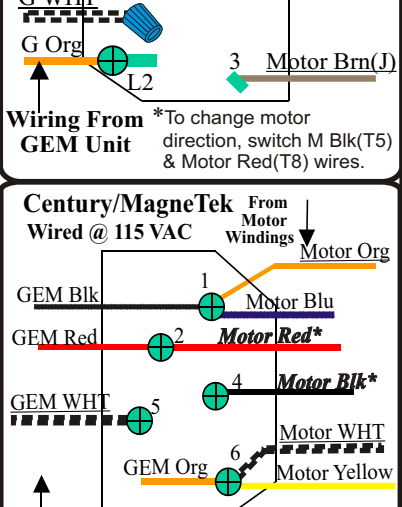 G WHT
G Org
L2
3 Motor Brn(J)
Wiring From
GEM Unit
*To change motor
direction, switch M Blk(T5)
& Motor Red(T8) wires.
Century/MagneTek
Wired @ 115 VAC
From
Motor
Windings
Motor Org
1
GEM Blk
Motor Blu
GEM Red
2
Motor Red*
4
Motor Blk*
GEM WHT
5
Motor WHT
6
GEM Org
Motor Yellow